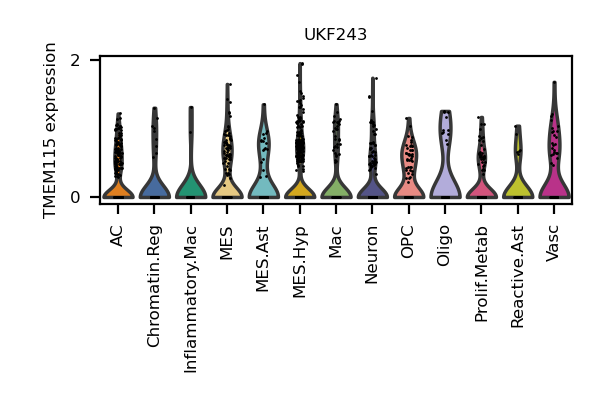 UKF243
TMEM115 expression
2
0
AC
Chromatin.Reg
Inflammatory.Mac
MES
MES.Ast
MES.Hyp
Mac
Neuron
OPC
Oligo
Prolif.Metab
Reactive.Ast
Vasc